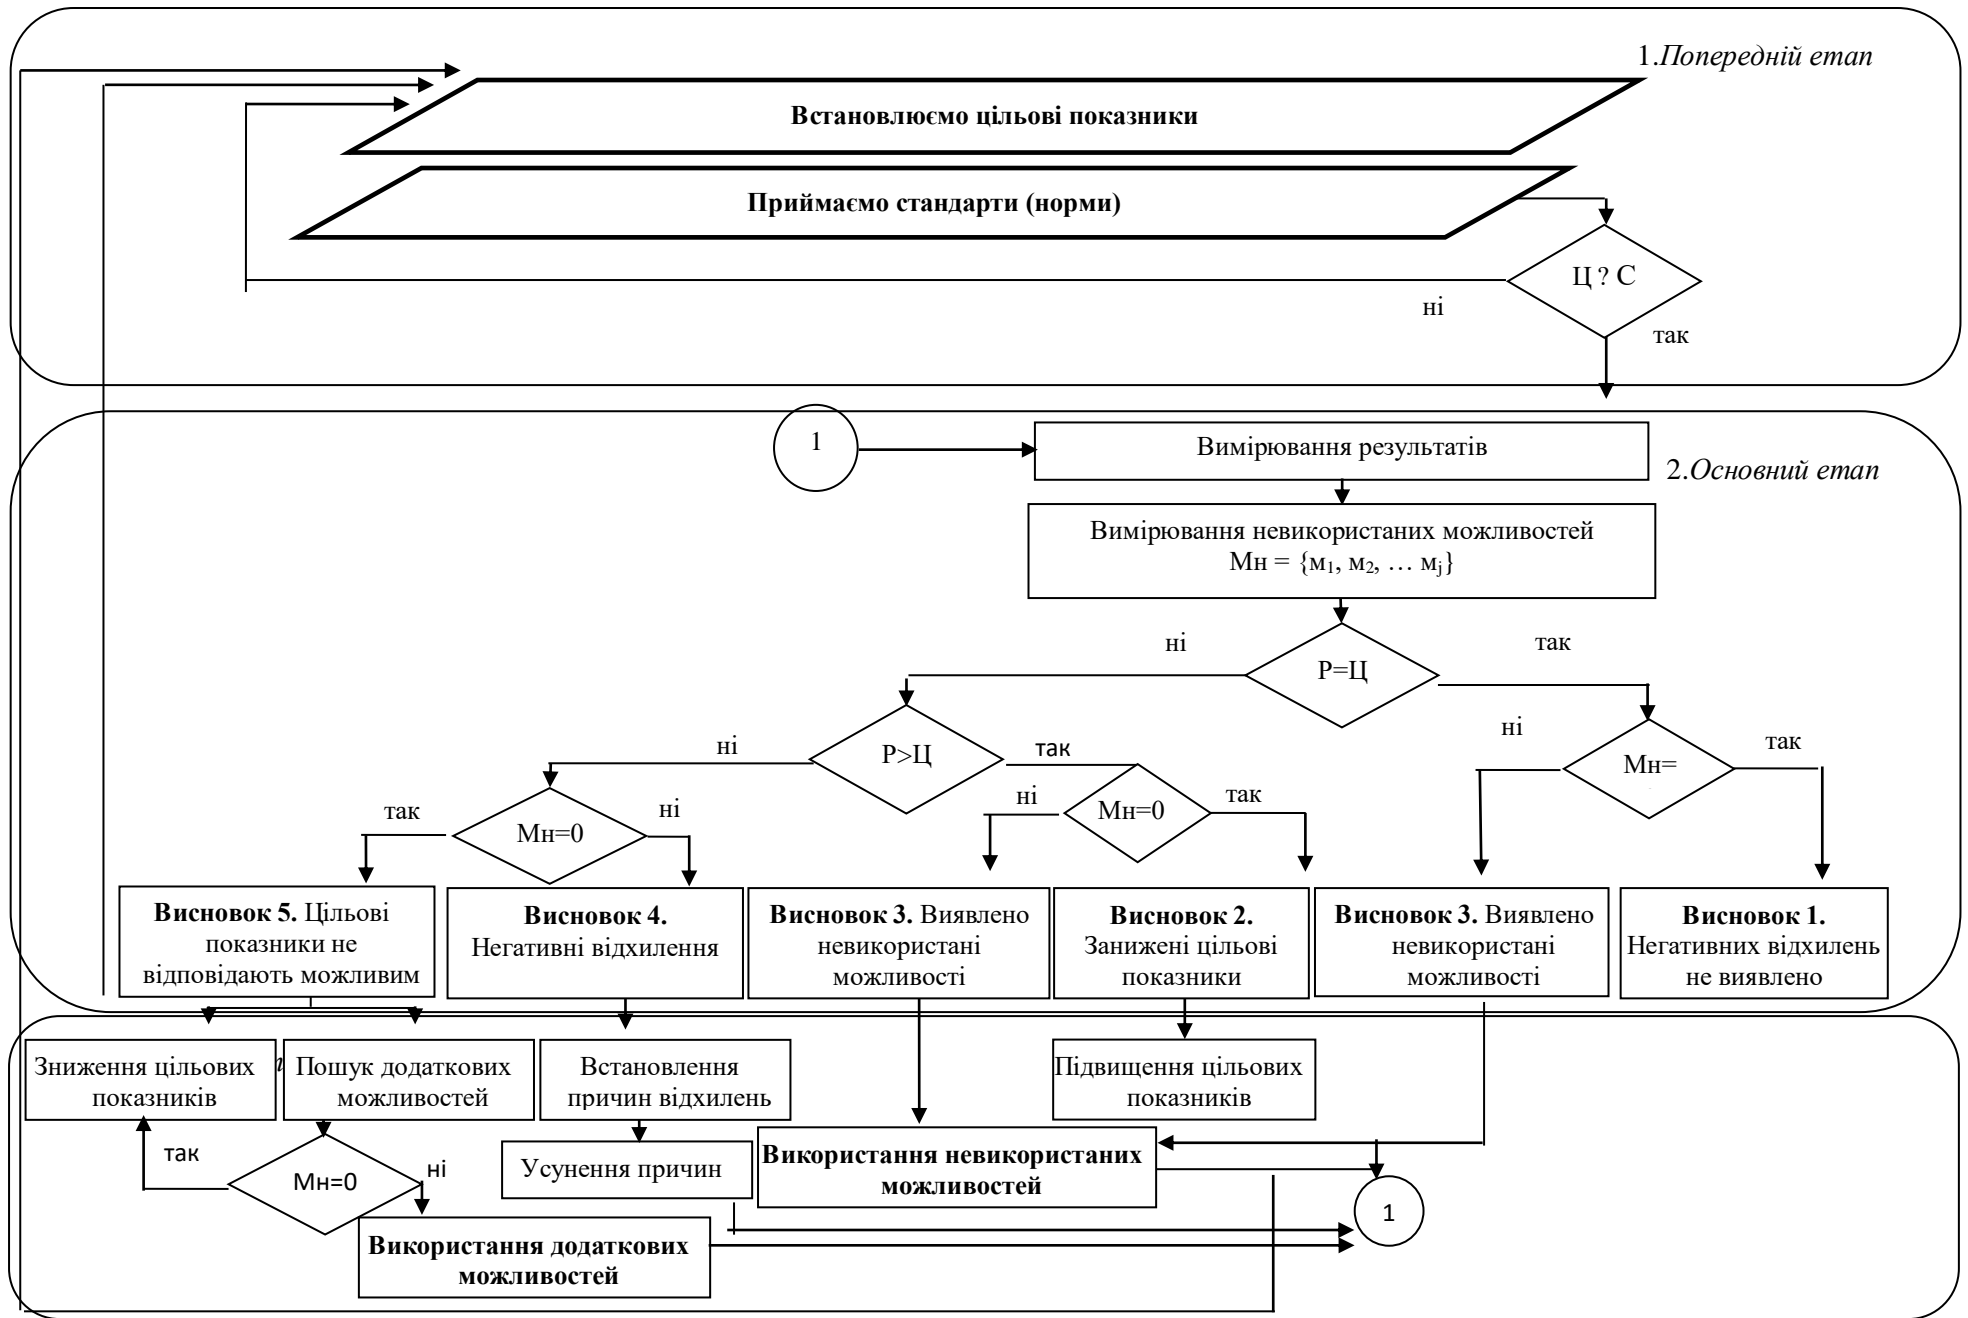 1.Попередній етап
Встановлюємо цільові показники
Приймаємо стандарти (норми)
Ц ? С
ні
так
1
Вимірювання результатів
2.Основний етап
Вимірювання невикористаних можливостей
Мн = {м₁, м₂, … мⱼ}
ні
так
Р=Ц
ні
так
Р>Ц
ні
так
Мн=
так
ні
Мн=0
ні
так
Мн=0
Висновок 5. Цільові
показники не
відповідають можливим
Висновок 4.
Негативні відхилення
Висновок 3. Виявлено
невикористані
можливості
Висновок 2.
Занижені цільові
показники
Висновок 3. Виявлено
невикористані
можливості
Висновок 1.
Негативних відхилень
не виявлено
Зниження цільових
показників
Пошук додаткових
можливостей
Встановлення
причин відхилень
Підвищення цільових
показників
так
Мн=0
ні
Усунення причин
Використання невикористаних
можливостей
1
Використання додаткових
можливостей